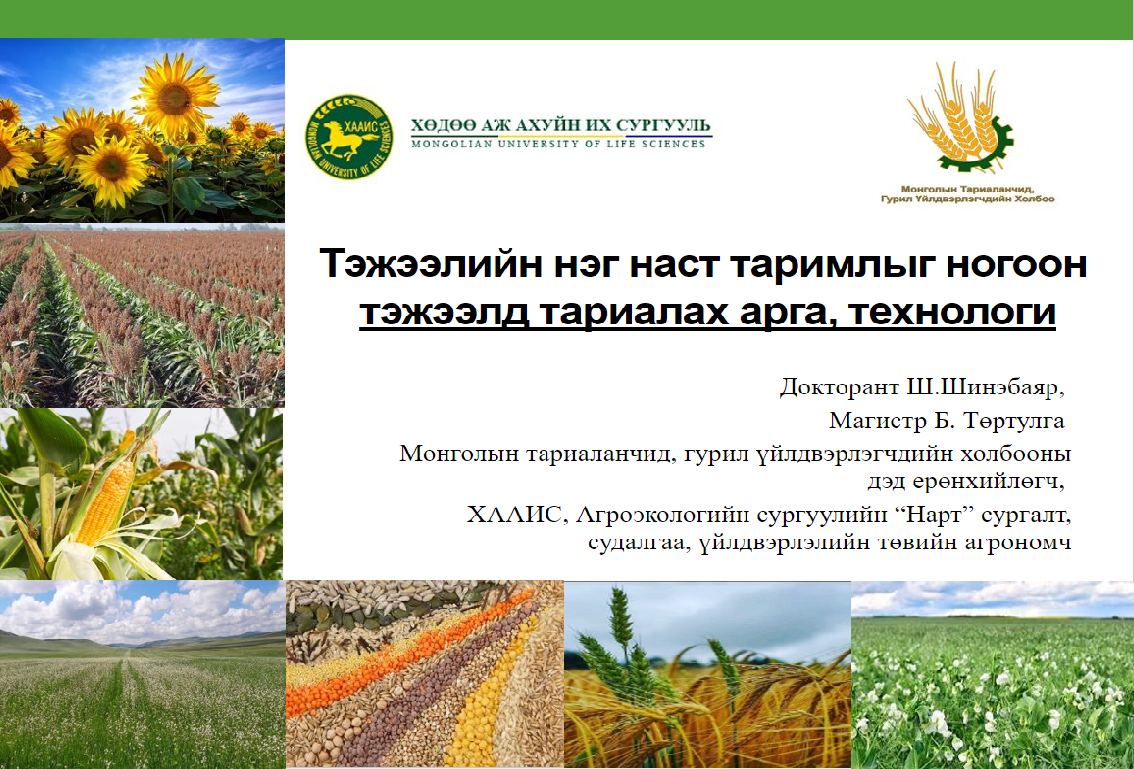 ХААИС
MONGOLIAN UNIVERSITY OF LIFE SCIENCES
ХӨДӨӨ АЖ АХУЙН ИХ СУРГУУЛЬ
MONGOLIAN UNIVERSITY OF LIFE SCIENCES
Монголын Тариаланчид,
Гурил Үйлдвэрлэгчдийн Холбоо
Тэжээлийн нэг наст таримлыг ногоон
тэжээлд тариалах арга, технологи
Докторант Ш.Шинэбаяр,
Магистр Б. Төртулга
Монголын тариаланчид, гурил үйлдвэрлэгчдийн холбооны
дэд ерөнхийлөгч,
ХААИС, Агроэкологийн сургуулийн “Нарт” сургалт,
судалгаа, үйлдвэрлэлийн төвийн агрономч